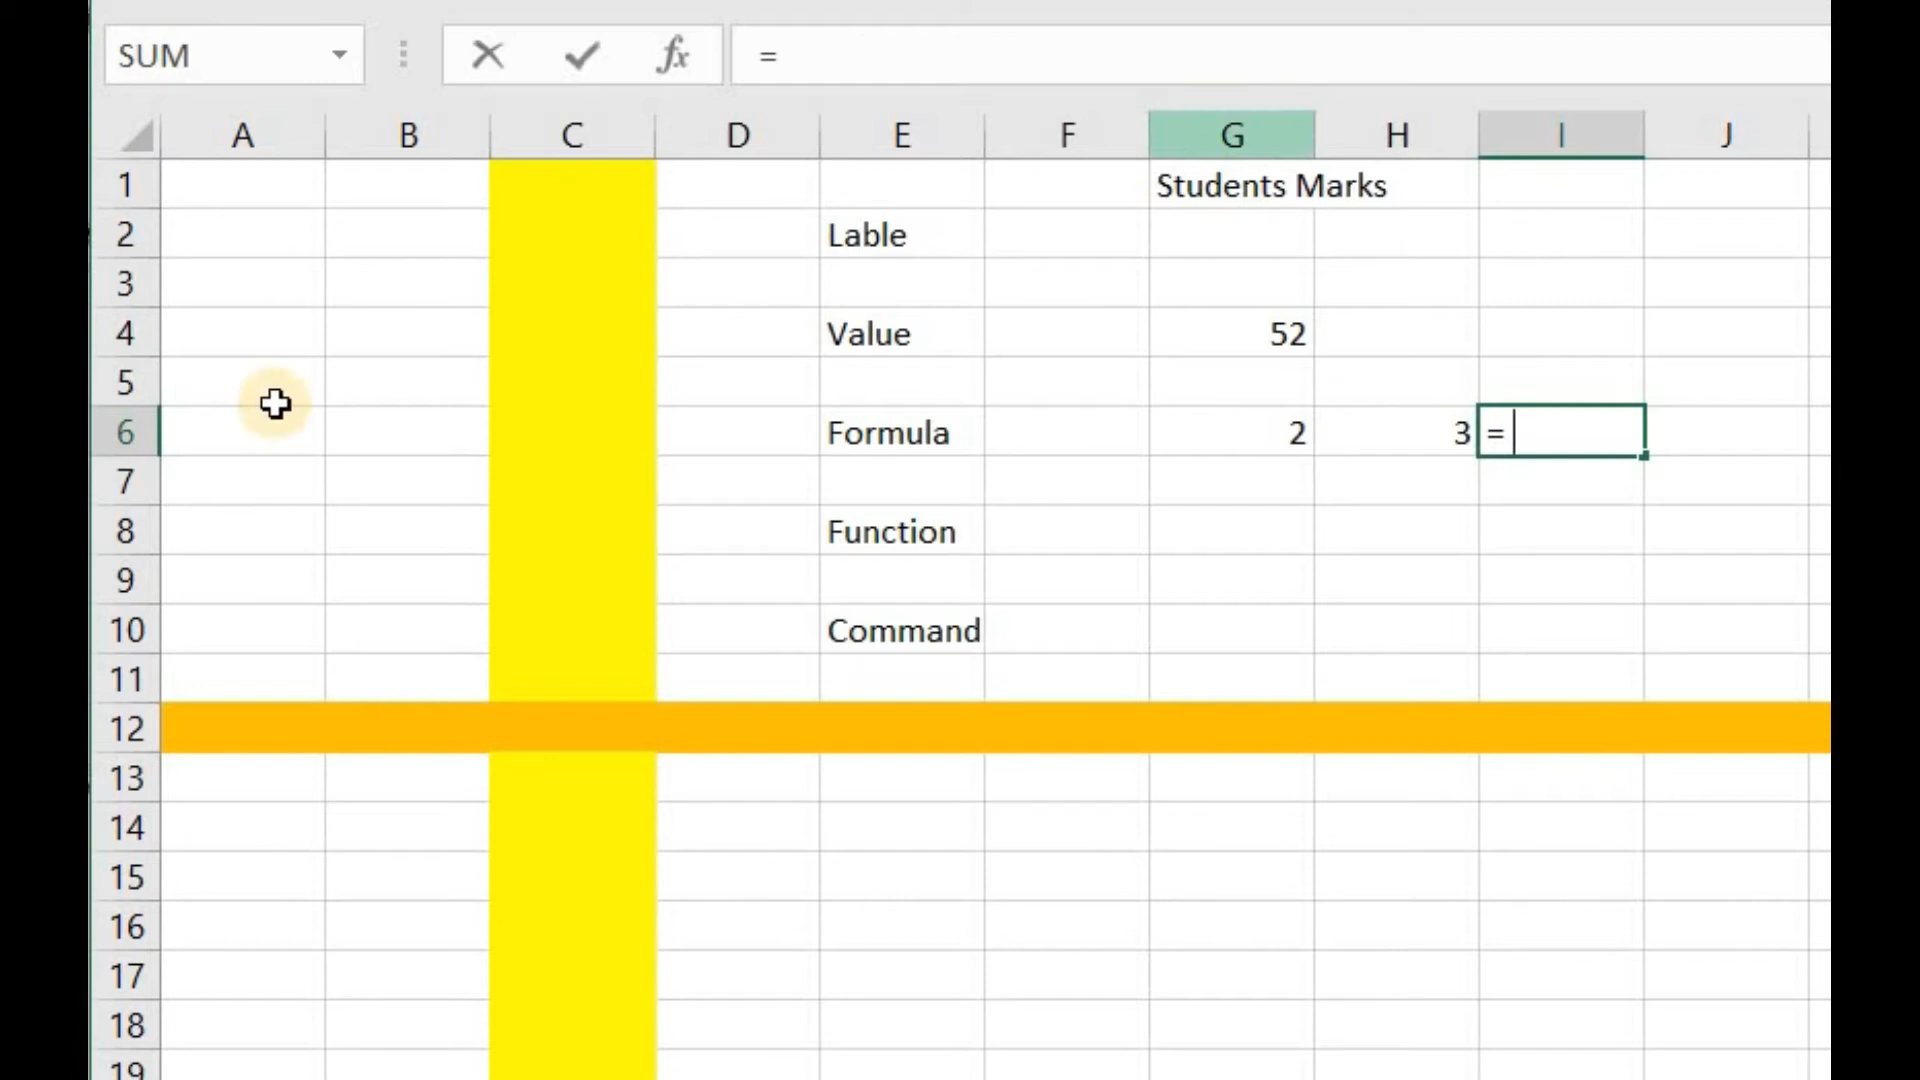 SUM fx =
A B C D E F G H I J
1 Students Marks
2 Lable
3
4 Value 52
5
6 Formula 2 3 =
7
8 Function
9
10 Command
11
12
13
14
15
16
17
18
19